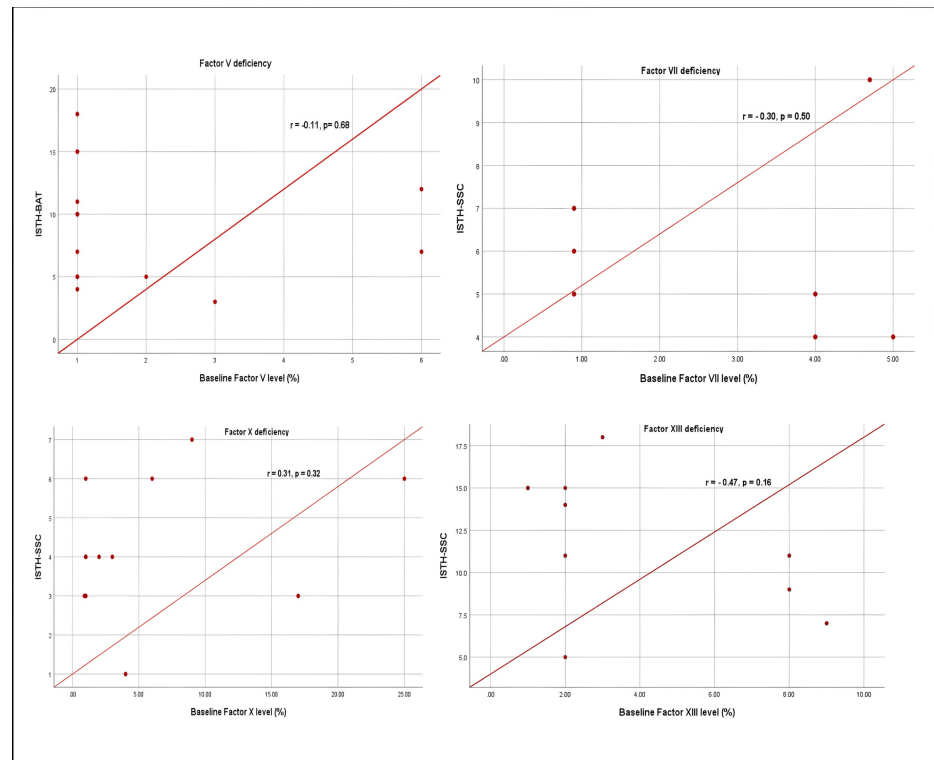 Factor V deficiency
r = -0.11, p= 0.68
ISTH-BAT
20
15
10
5
0
1 2 3 4 5 6
Baseline Factor V level (%)
Factor VII deficiency
r = - 0.30, p = 0.50
ISTH-SSC
10
9
8
7
6
5
4
.00 1.00 2.00 3.00 4.00 5.00
Baseline Factor VII level (%)
Factor X deficiency
r = 0.31, p = 0.32
ISTH-SSC
7
6
5
4
3
2
1
.00 5.00 10.00 15.00 20.00 25.00
Baseline Factor X level (%)
Factor XIII deficiency
r = - 0.47, p = 0.16
ISTH-SSC
17.5
15.0
12.5
10.0
7.5
5.0
.00 2.00 4.00 6.00 8.00 10.00
Baseline Factor XIII level (%)